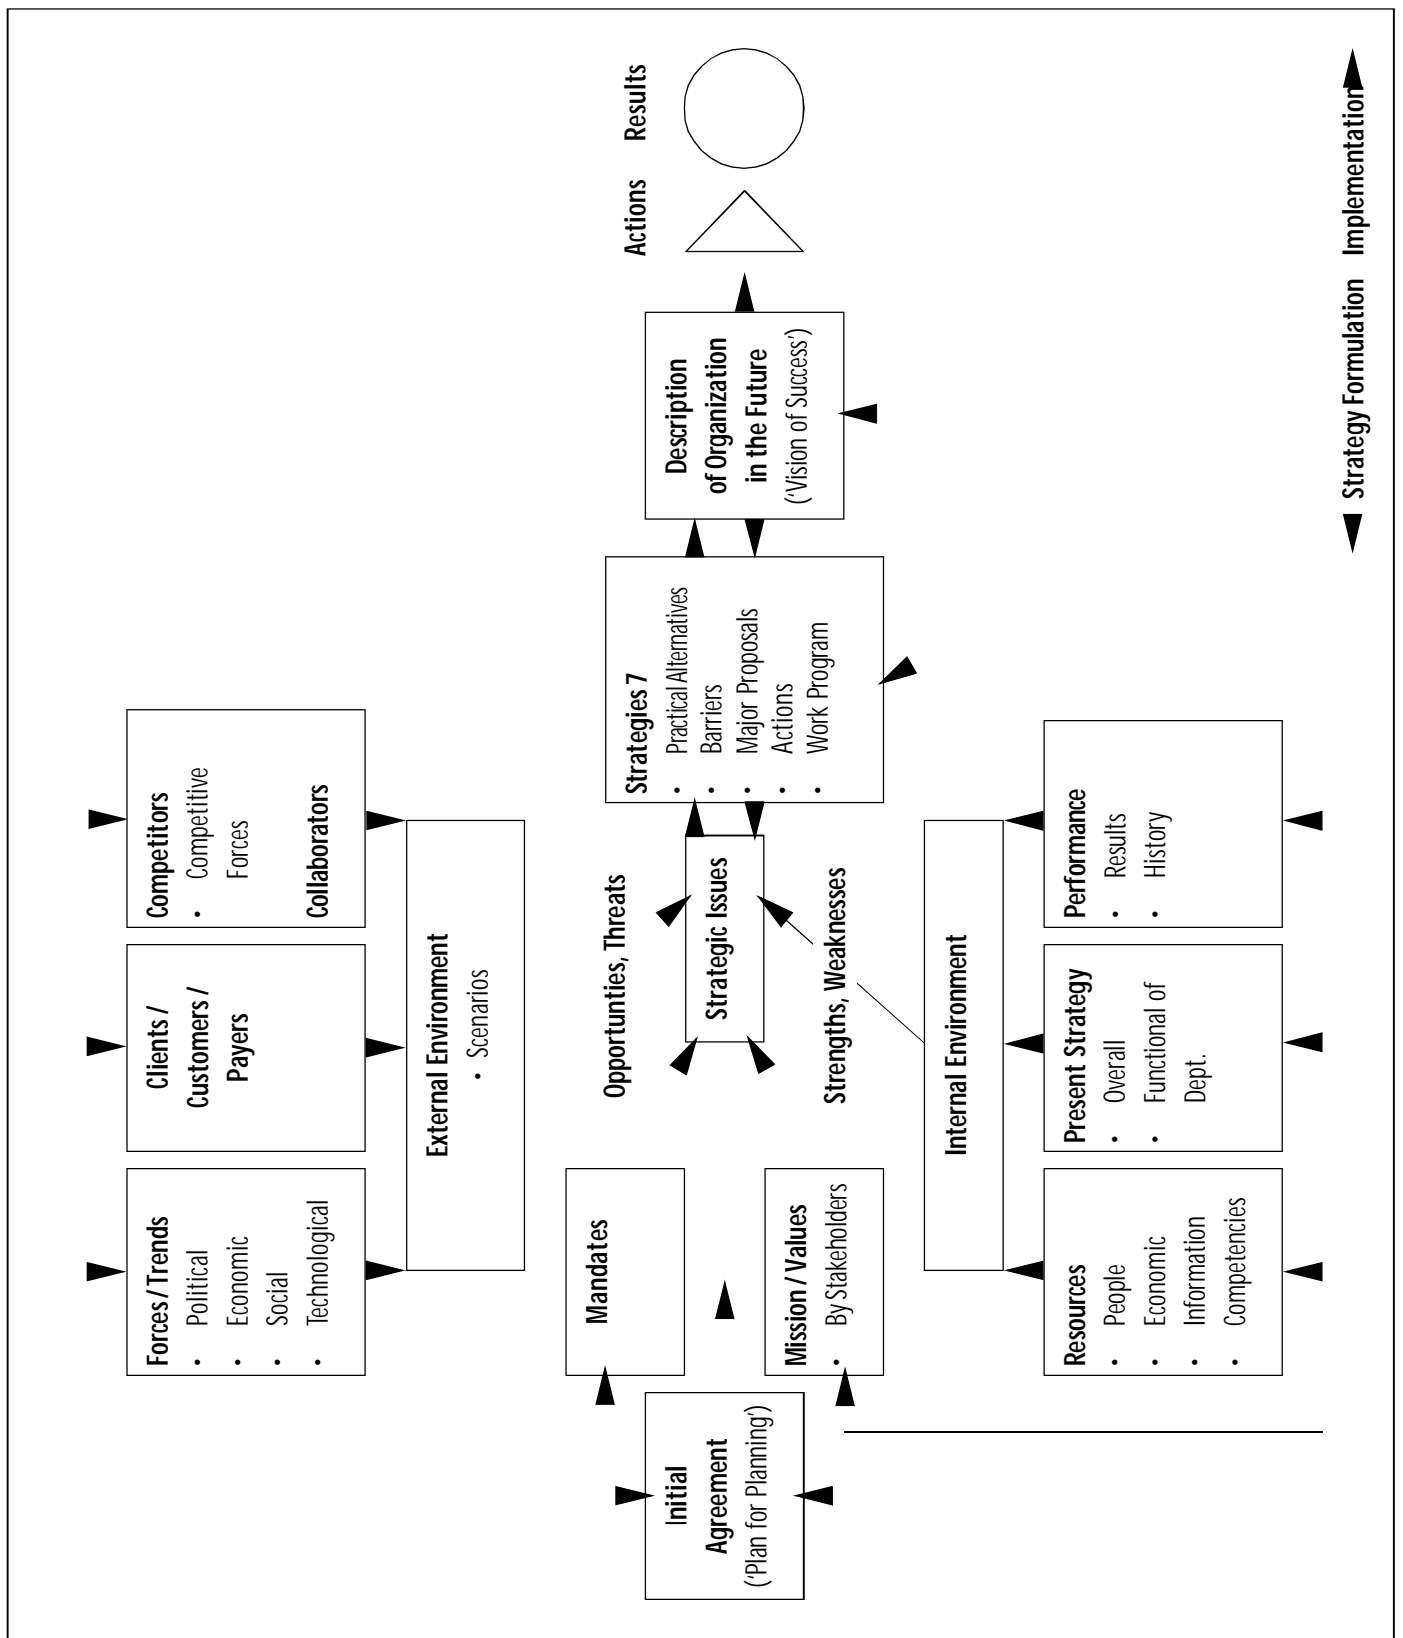 Forces / Trends
• Political
• Economic
• Social
• Technological
Clients /
Customers /
Payers
Competitors
• Competitive
Forces
Collaborators
External Environment
• Scenarios
Initial
Agreement
(‘Plan for Planning’)
Mandates
Mission / Values
• By Stakeholders
Opportunties, Threats
Strategic Issues
Strengths, Weaknesses
Strategies 7
• Practical Alternatives
• Barriers
• Major Proposals
• Actions
• Work Program
Description
of Organization
in the Future
(‘Vision of Success’)
Actions
Results
Internal Environment
Resources
• People
• Economic
• Information
• Competencies
Present Strategy
• Overall
• Functional of
Dept.
Performance
• Results
• History
Strategy Formulation
Implementation